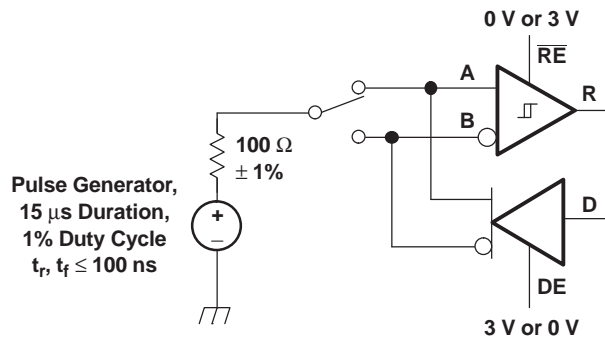 0 V or 3 V
R̅E̅
A
R
B
100 Ω
± 1%
Pulse Generator,
15 μs Duration,
1% Duty Cycle
tr, tf ≤ 100 ns
+
–
D
DE
3 V or 0 V